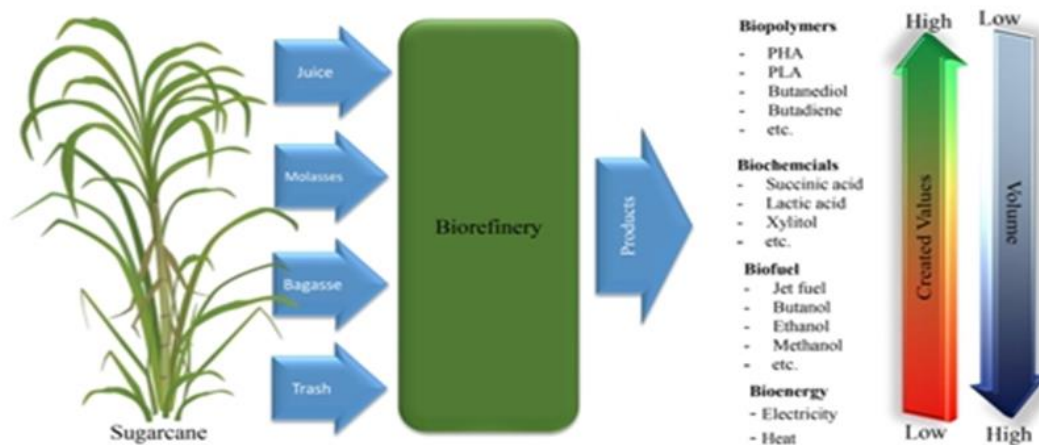 Juice
Molasses
Bagasse
Trash
Sugarcane
Biorefinery
Products
Biopolymers
- PHA
- PLA
- Butanediol
- Butadiene
- etc.
Biochemcials
- Succinic acid
- Lactic acid
- Xylitol
- etc.
Biofuel
- Jet fuel
- Butanol
- Ethanol
- Methanol
- etc.
Bioenergy
- Electricity
- Heat
High
Created Values
Low
Low
Volume
High